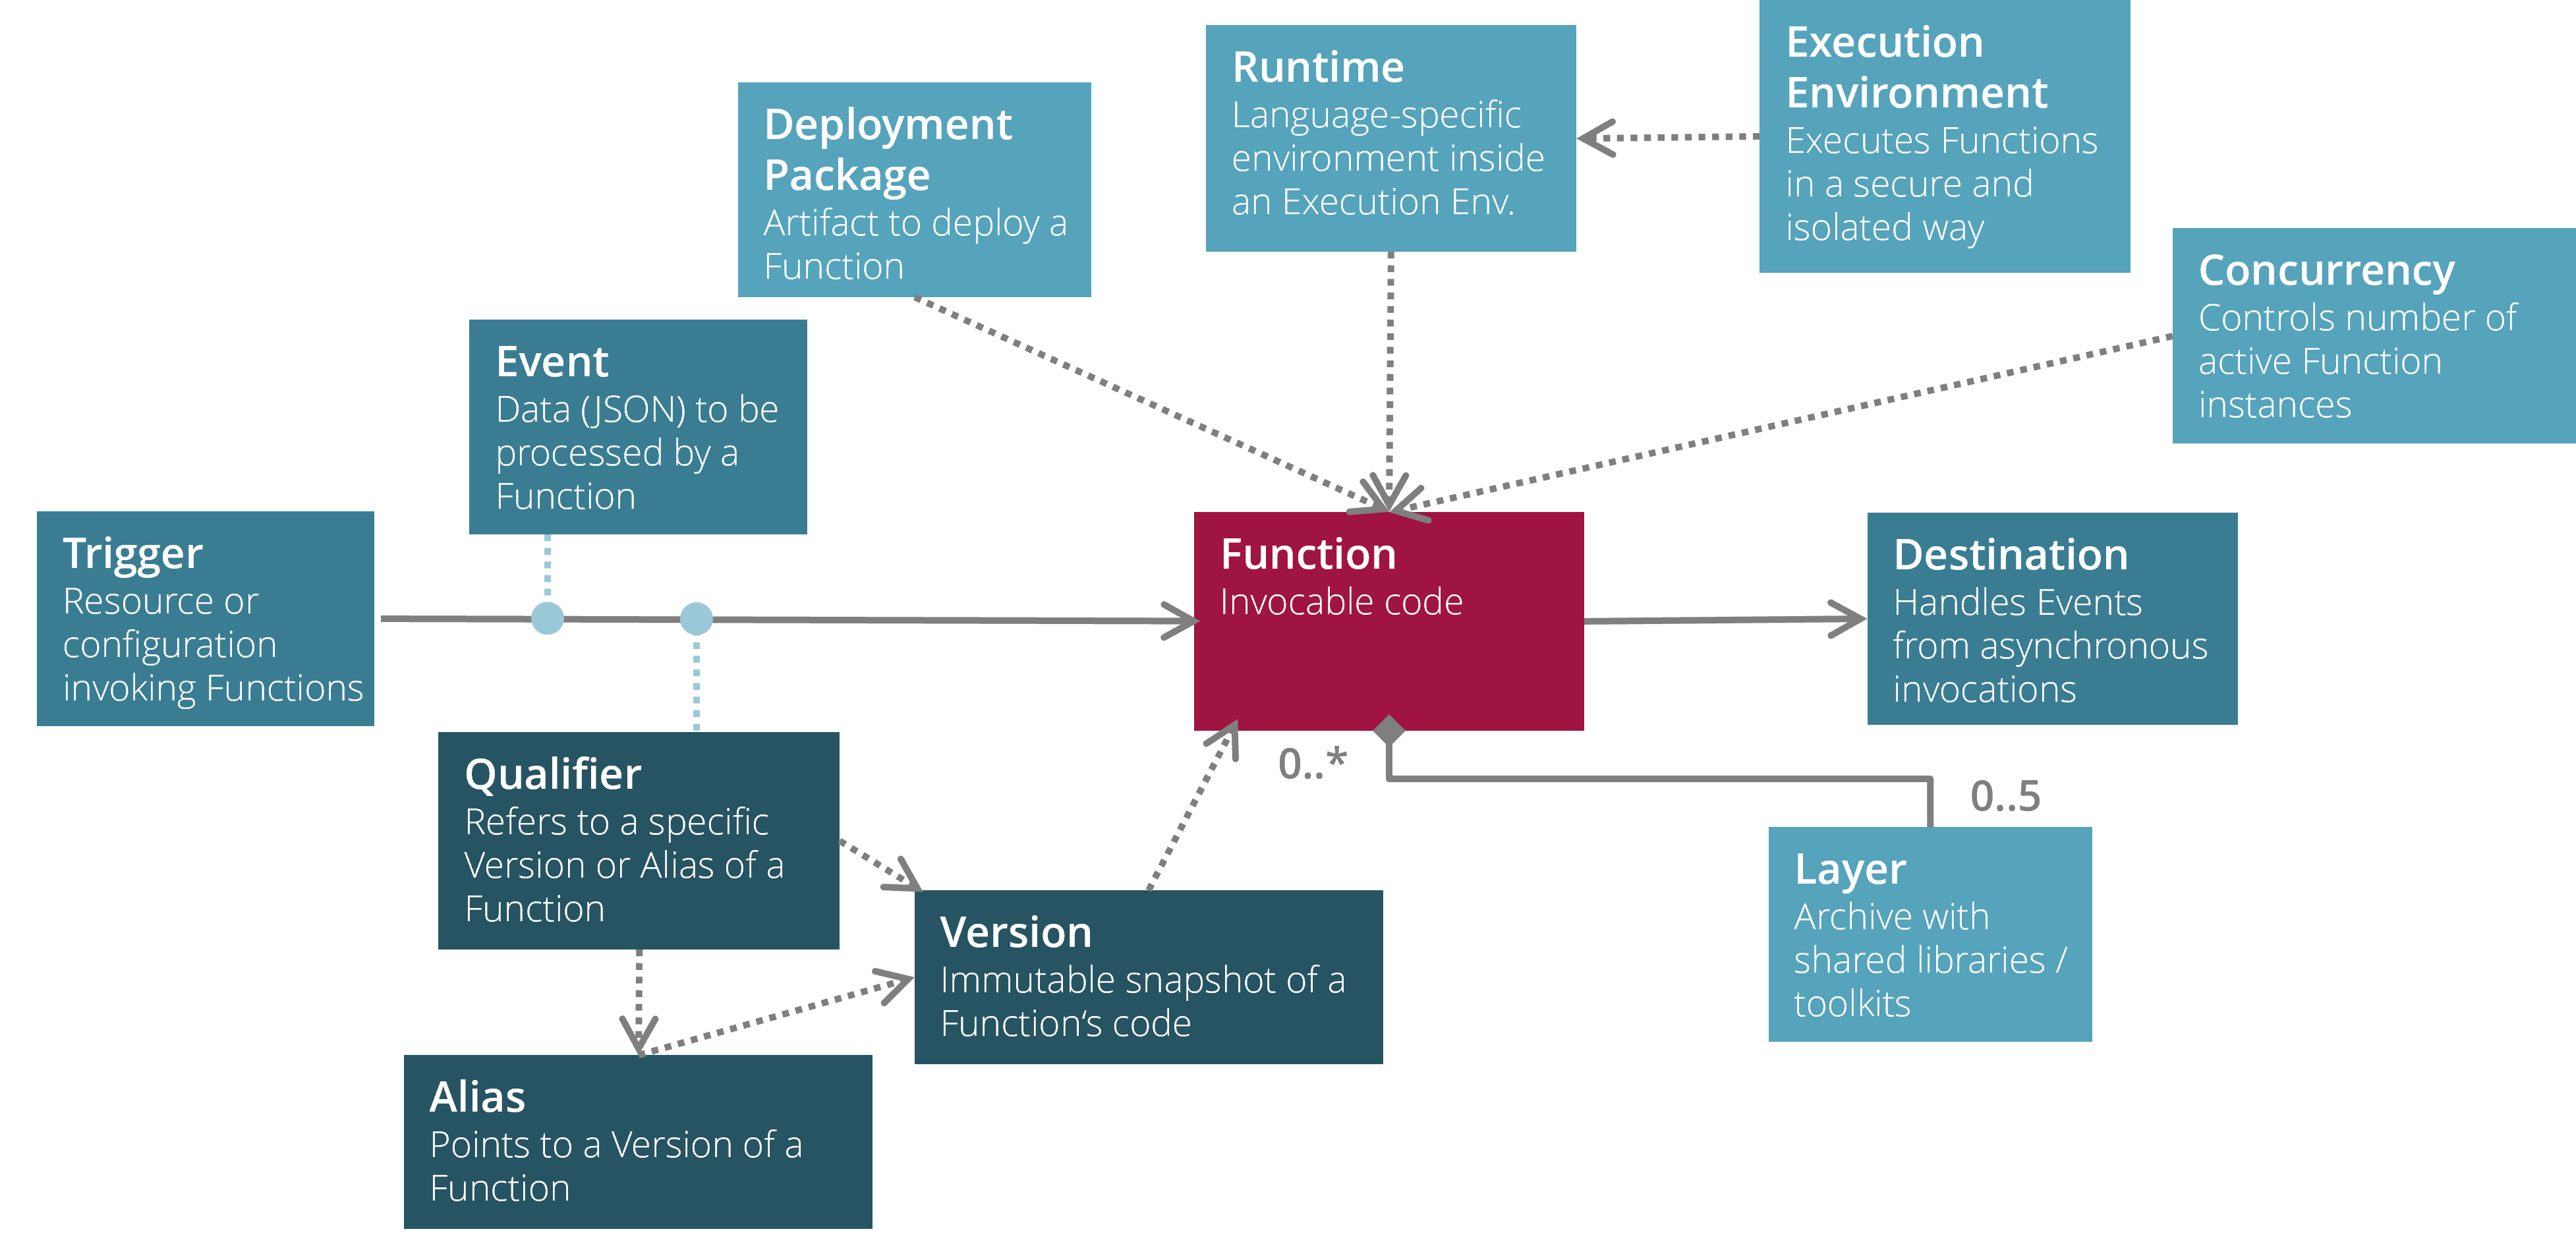 Execution
Environment
Executes Functions
in a secure and
isolated way
Runtime
Language-specific
environment inside
an Execution Env.
Deployment
Package
Artifact to deploy a
Function
Concurrency
Controls number of
active Function
instances
Event
Data (JSON) to be
processed by a
Function
Trigger
Resource or
configuration
invoking Functions
Function
Invocable code
Destination
Handles Events
from asynchronous
invocations
Qualifier
Refers to a specific
Version or Alias of a
Function
0..*
0..5
Layer
Archive with
shared libraries /
toolkits
Version
Immutable snapshot of a
Function‘s code
Alias
Points to a Version of a
Function